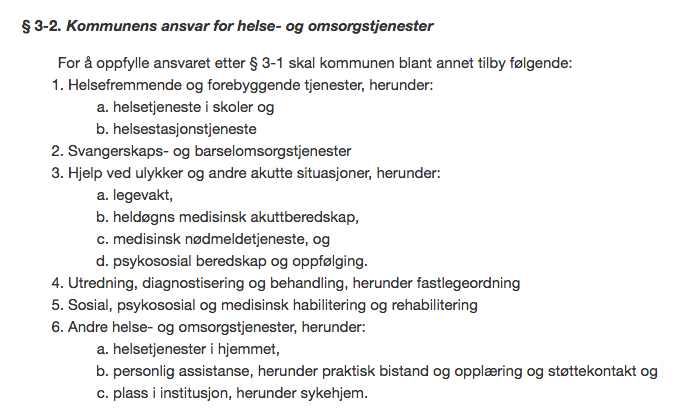 § 3-2. Kommunens ansvar for helse- og omsorgstjenester
For å oppfylle ansvaret etter § 3-1 skal kommunen blant annet tilby følgende:
1. Helsefremmende og forebyggende tjenester, herunder:
a. helsetjeneste i skoler og
b. helsestasjonstjeneste
2. Svangerskaps- og barselomsorgstjenester
3. Hjelp ved ulykker og andre akutte situasjoner, herunder:
a. legevakt,
b. heldøgns medisinsk akuttberedskap,
c. medisinsk nødmeldetjeneste, og
d. psykososial beredskap og oppfølging.
4. Utredning, diagnostisering og behandling, herunder fastlegeordning
5. Sosial, psykososial og medisinsk habilitering og rehabilitering
6. Andre helse- og omsorgstjenester, herunder:
a. helsetjenester i hjemmet,
b. personlig assistanse, herunder praktisk bistand og opplæring og støttekontakt og
c. plass i institusjon, herunder sykehjem.